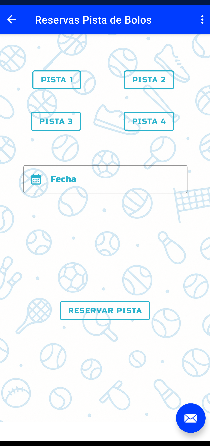 Reservas Pista de Bolos
PISTA 1
PISTA 2
PISTA 3
PISTA 4
Fecha
RESERVAR PISTA